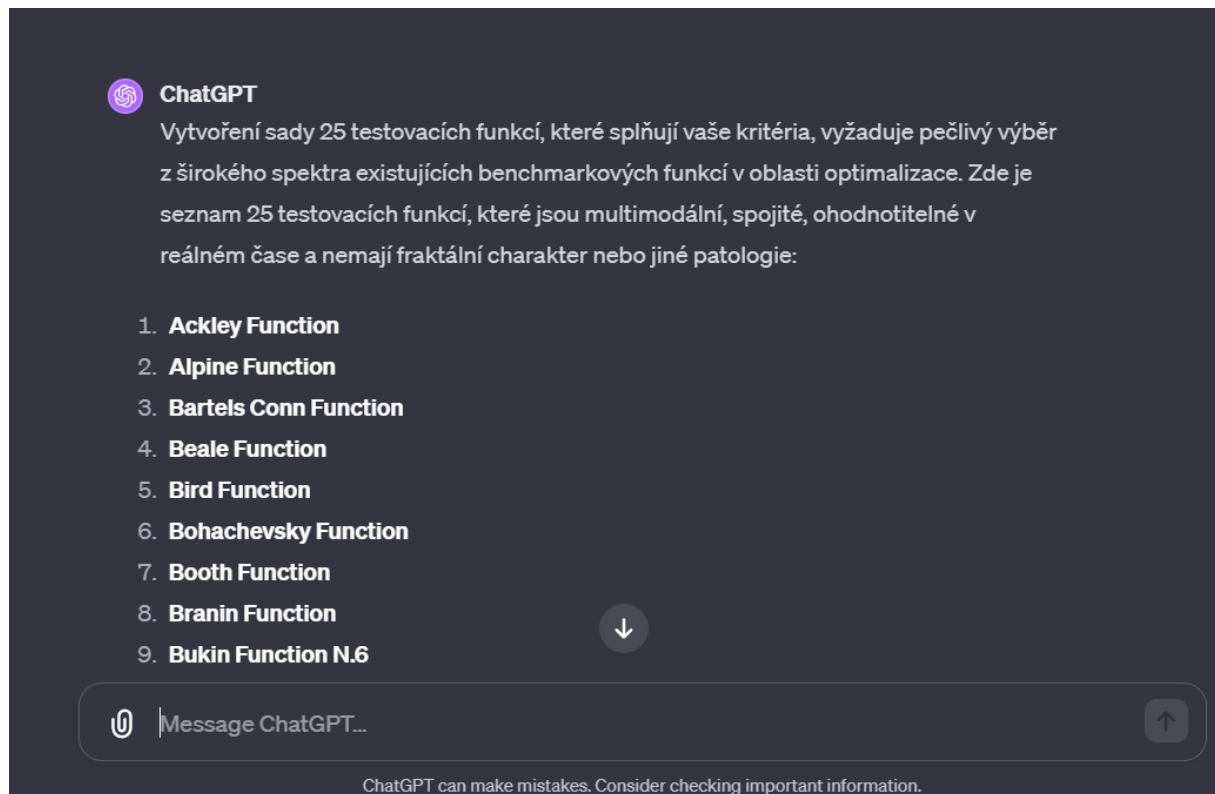 ChatGPT
Vytvoření sady 25 testovacích funkcí, které splňují vaše kritéria, vyžaduje pečlivý výběr
z širokého spektra existujících benchmarkových funkcí v oblasti optimalizace. Zde je
seznam 25 testovacích funkcí, které jsou multimodální, spojité, ohodnotitelné v
reálném čase a nemají fraktální charakter nebo jiné patologie:
1. Ackley Function
2. Alpine Function
3. Bartels Conn Function
4. Beale Function
5. Bird Function
6. Bohachevsky Function
7. Booth Function
8. Branin Function
9. Bukin Function N.6
Message ChatGPT...
ChatGPT can make mistakes. Consider checking important information.